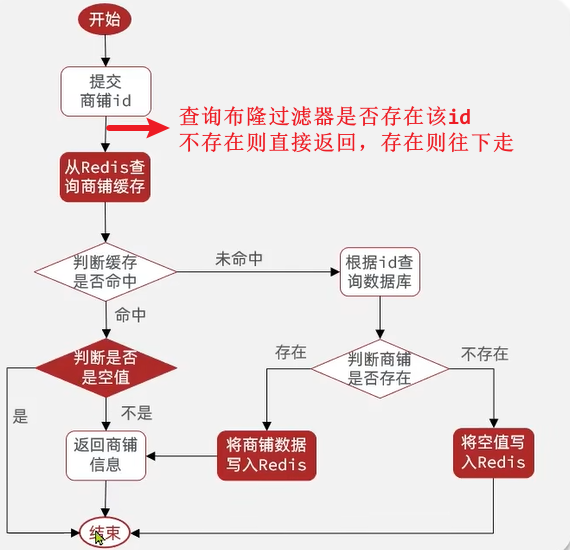 开始
提交
商铺id
查询布隆过滤器是否存在该id
不存在则直接返回，存在则往下走
从Redis查
询商铺缓存
判断缓存
是否命中
未命中
根据id查
询数据库
命中
判断是否
是空值
存在
判断商铺
是否存在
不存在
是
不是
返回商铺
信息
将商铺数据
写入Redis
将空值写
入Redis
结束